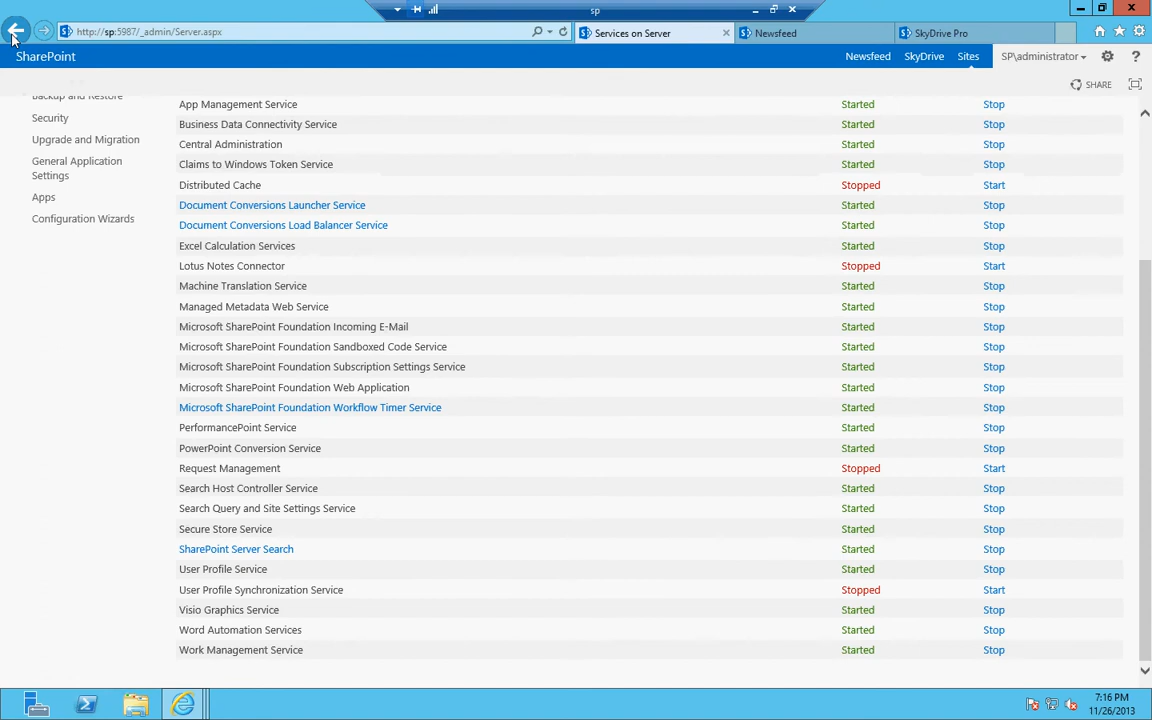 sp
http://sp:5987/_admin/Server.aspx
Services on Server
Newsfeed
SkyDrive Pro
SharePoint
Newsfeed
SkyDrive
Sites
SP\administrator
?
SHARE
Backup and Restore
Security
Upgrade and Migration
General Application
Settings
Apps
Configuration Wizards
App Management Service Started Stop
Business Data Connectivity Service Started Stop
Central Administration Started Stop
Claims to Windows Token Service Started Stop
Distributed Cache Stopped Start
Document Conversions Launcher Service Started Stop
Document Conversions Load Balancer Service Started Stop
Excel Calculation Services Started Stop
Lotus Notes Connector Stopped Start
Machine Translation Service Started Stop
Managed Metadata Web Service Started Stop
Microsoft SharePoint Foundation Incoming E-Mail Started Stop
Microsoft SharePoint Foundation Sandboxed Code Service Started Stop
Microsoft SharePoint Foundation Subscription Settings Service Started Stop
Microsoft SharePoint Foundation Web Application Started Stop
Microsoft SharePoint Foundation Workflow Timer Service Started Stop
PerformancePoint Service Started Stop
PowerPoint Conversion Service Started Stop
Request Management Stopped Start
Search Host Controller Service Started Stop
Search Query and Site Settings Service Started Stop
Secure Store Service Started Stop
SharePoint Server Search Started Stop
User Profile Service Started Stop
User Profile Synchronization Service Stopped Start
Visio Graphics Service Started Stop
Word Automation Services Started Stop
Work Management Service Started Stop
7:16 PM
11/26/2013